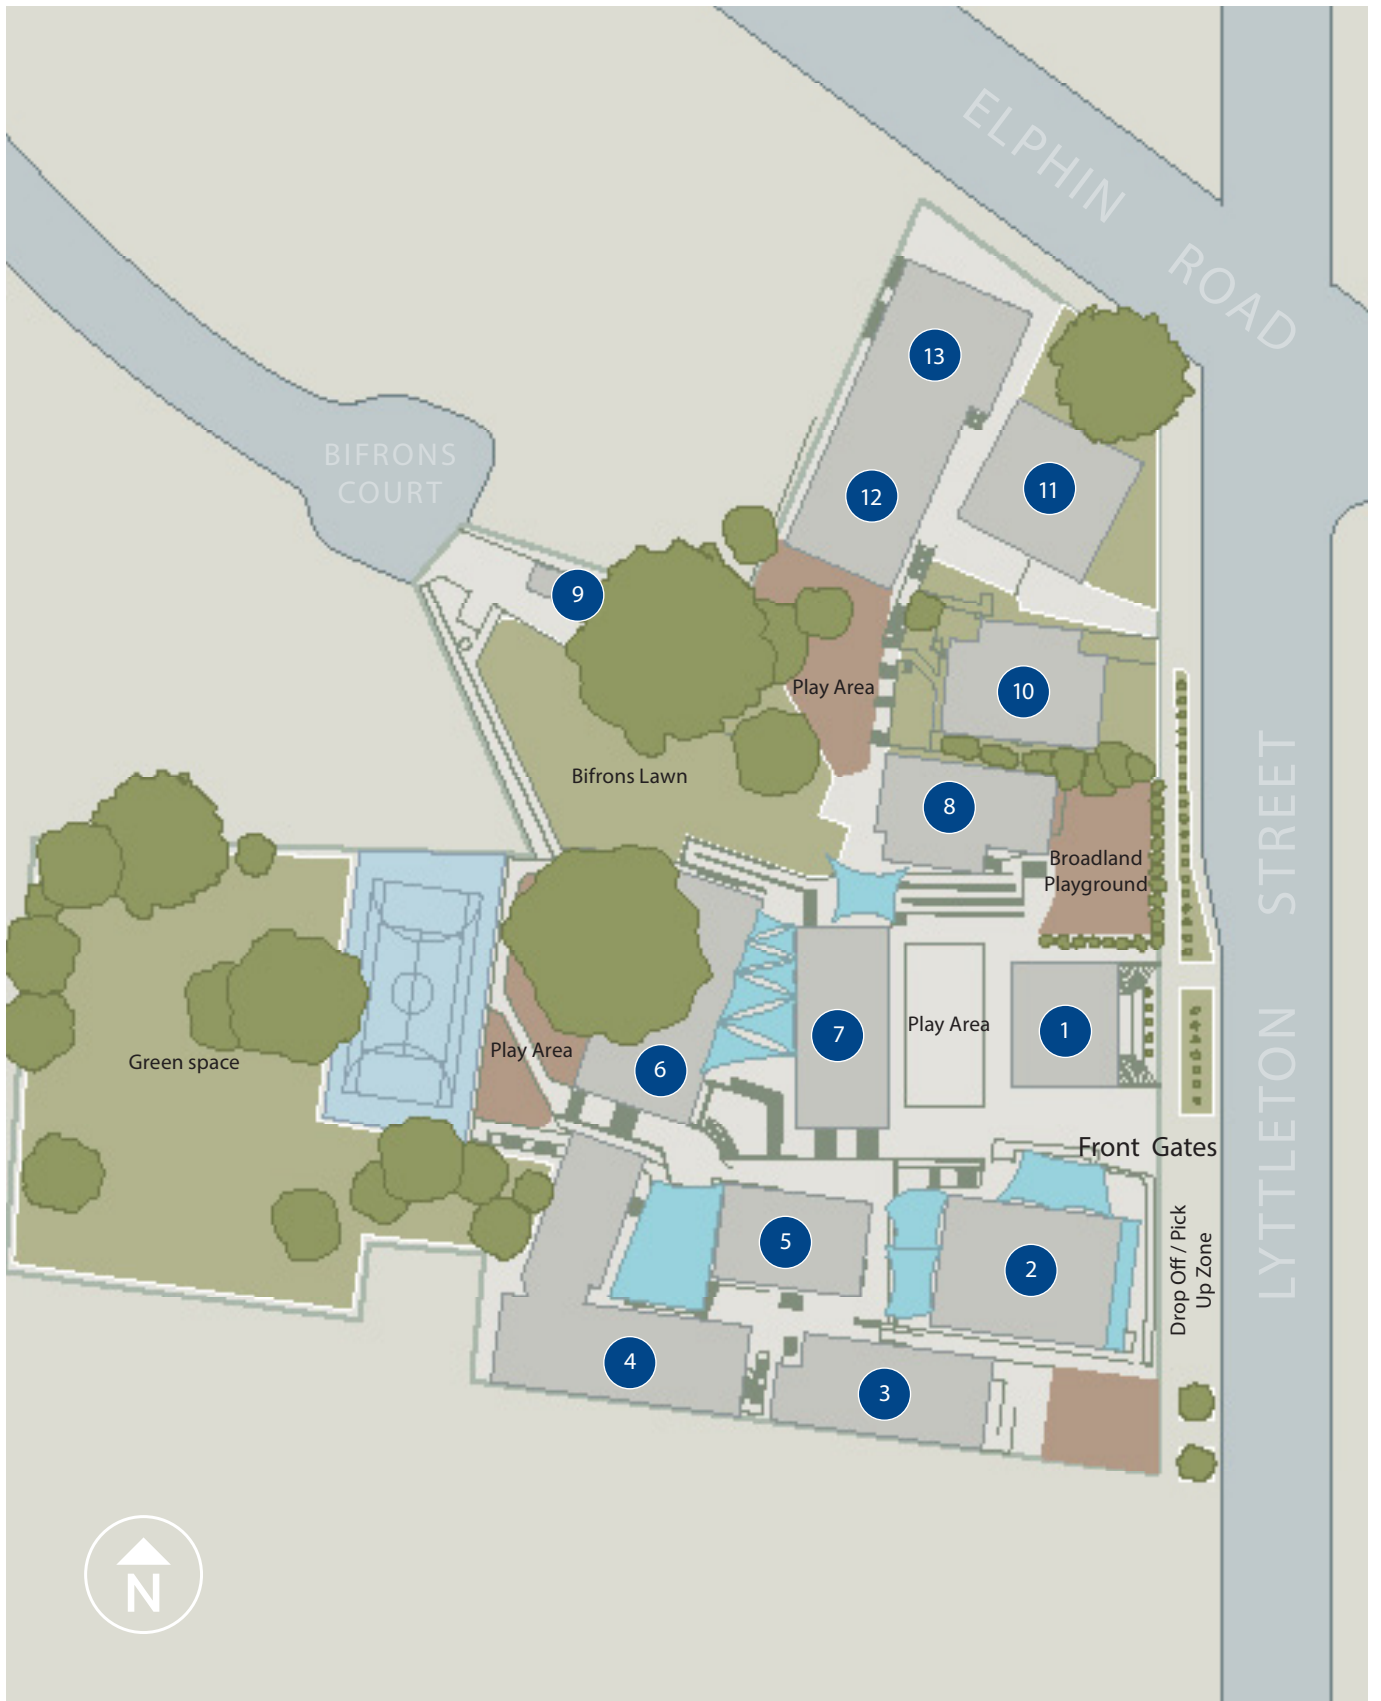 ELPHIN
ROAD
13
BIFRONS
COURT
12
11
9
Play Area
10
Bifrons Lawn
8
Broadland
Playground
LYTTLETON STREET
Green space
Play Area
6
7
Play Area
1
Front Gates
Drop Off / Pick
Up Zone
5
2
4
3
N